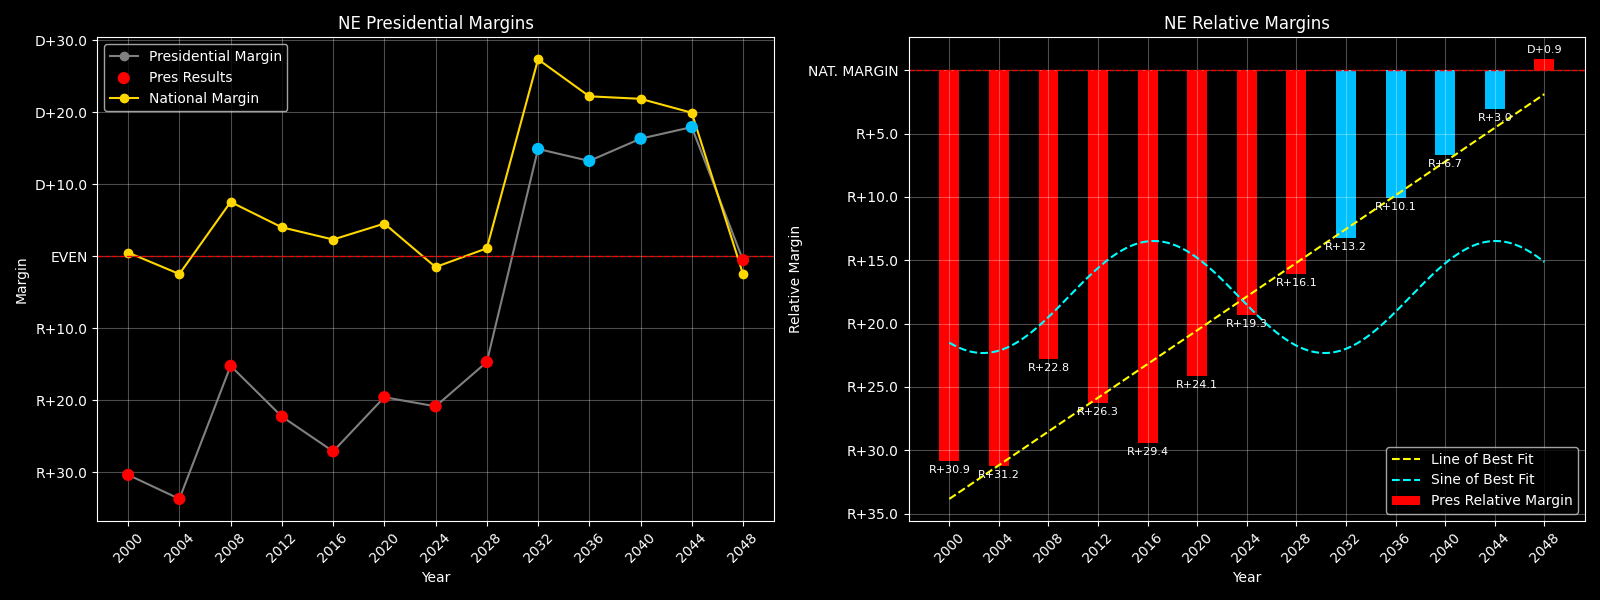 NE Presidential Margins
Presidential Margin
Pres Results
National Margin
D+30.0
D+20.0
D+10.0
EVEN
R+10.0
R+20.0
R+30.0
Margin
2000
2004
2008
2012
2016
2020
2024
2028
2032
2036
2040
2044
2048
Year
NE Relative Margins
D+0.9
NAT. MARGIN
R+5.0
R+10.0
R+15.0
R+20.0
R+25.0
R+30.0
R+35.0
Relative Margin
R+30.9
R+31.2
R+22.8
R+26.3
R+29.4
R+24.1
R+19.3
R+16.1
R+13.2
R+10.1
R+6.7
R+3.0
Line of Best Fit
Sine of Best Fit
Pres Relative Margin
2000
2004
2008
2012
2016
2020
2024
2028
2032
2036
2040
2044
2048
Year